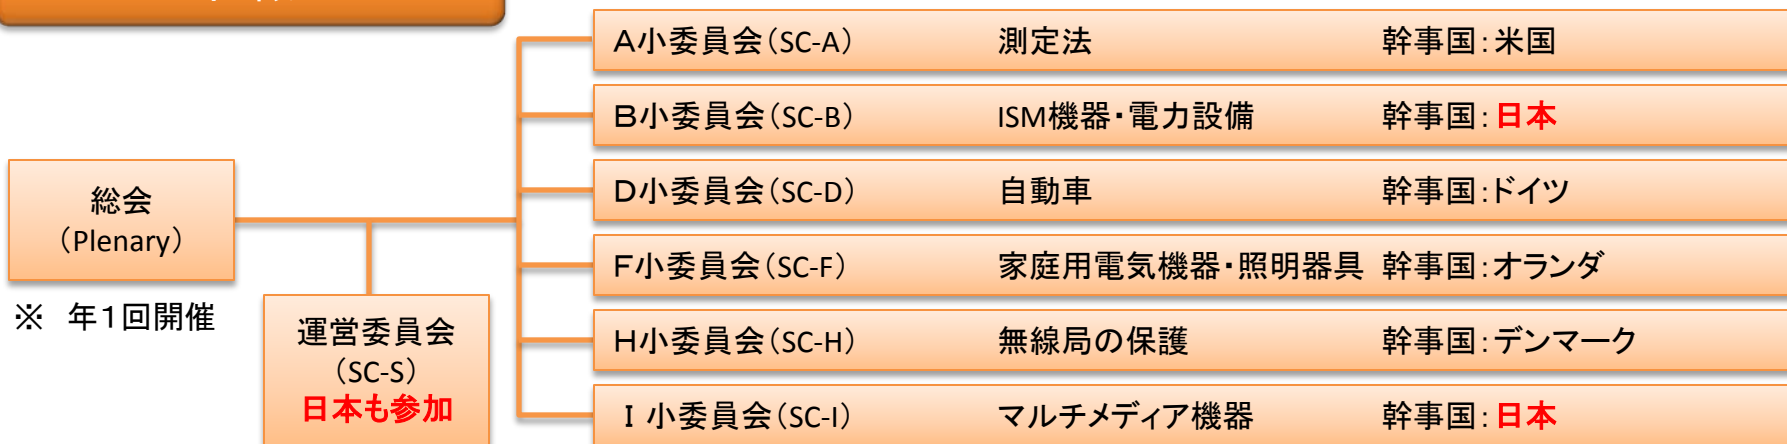 A小委員会(SC-A) 測定法 幹事国:米国
B小委員会(SC-B) ISM機器・電力設備 幹事国:日本
D小委員会(SC-D) 自動車 幹事国:ドイツ
F小委員会(SC-F) 家庭用電気機器・照明器具 幹事国:オランダ
H小委員会(SC-H) 無線局の保護 幹事国:デンマーク
I小委員会(SC-I) マルチメディア機器 幹事国:日本
総会
(Plenary)
※ 年1回開催
運営委員会
(SC-S)
日本も参加